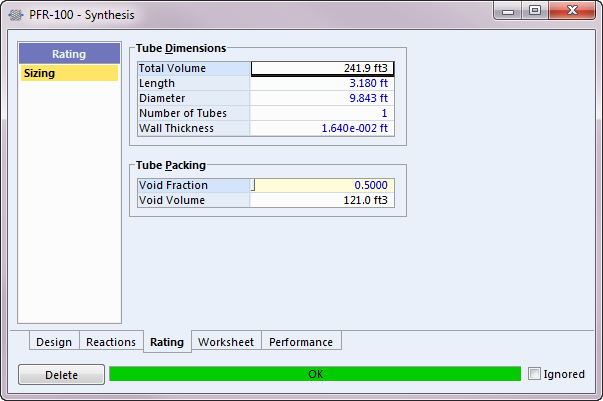 PFR-100 - Synthesis
Rating
Sizing
Tube Dimensions
Total Volume 241.9 ft3
Length 3.180 ft
Diameter 9.843 ft
Number of Tubes 1
Wall Thickness 1.640e-002 ft
Tube Packing
Void Fraction 0.5000
Void Volume 121.0 ft3
Design Reactions Rating Worksheet Performance
Delete OK Ignored